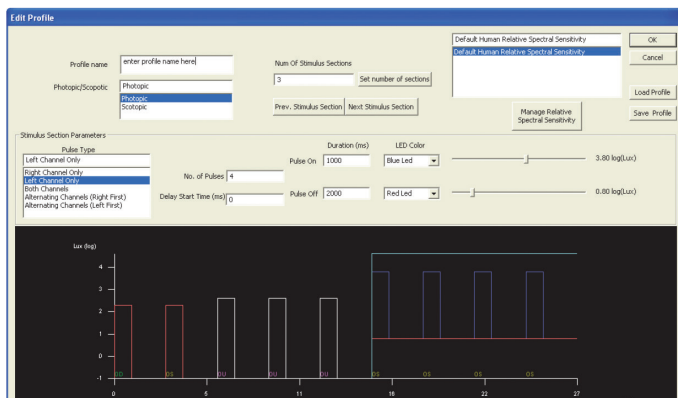 Edit Profile
Profile name
enter profile name here
Photopic/Scotopic
Photopic
Photopic
Scotopic
Num Of Stimulus Sections
3
Set number of sections
Prev. Stimulus Section
Next Stimulus Section
Default Human Relative Spectral Sensitivity
Default Human Relative Spectral Sensitivity
Manage Relative
Spectral Sensitivity
OK
Cancel
Load Profile
Save Profile
Stimulus Section Parameters
Pulse Type
Left Channel Only
Right Channel Only
Left Channel Only
Both Channels
Alternating Channels (Right First)
Alternating Channels (Left First)
No. of Pulses
4
Delay Start Time (ms)
0
Duration (ms)
LED Color
Pulse On
1000
Blue Led
3.80 log(Lux)
Pulse Off
2000
Red Led
0.80 log(Lux)
Lux (log)
4
3
2
1
0
-1
OD
OS
OU
OU
OU
OS
OS
OS
OS
0
5
11
16
22
27